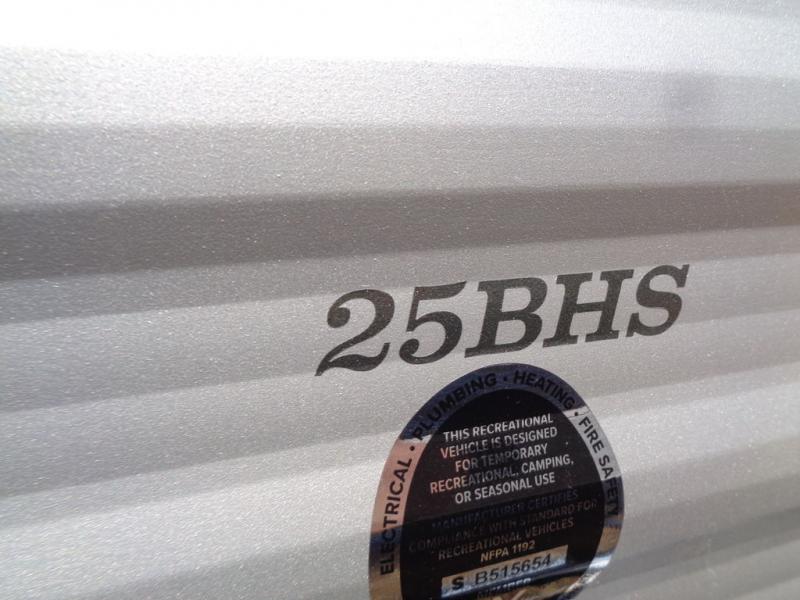 25BHS
ELECTRICAL • PLUMBING • HEATING • FIRE SAFETY
THIS RECREATIONAL
VEHICLE IS DESIGNED
FOR TEMPORARY
RECREATIONAL, CAMPING,
OR SEASONAL USE
MANUFACTURER CERTIFIES
COMPLIANCE WITH STANDARD FOR
RECREATIONAL VEHICLES
NFPA 1192
S B515654